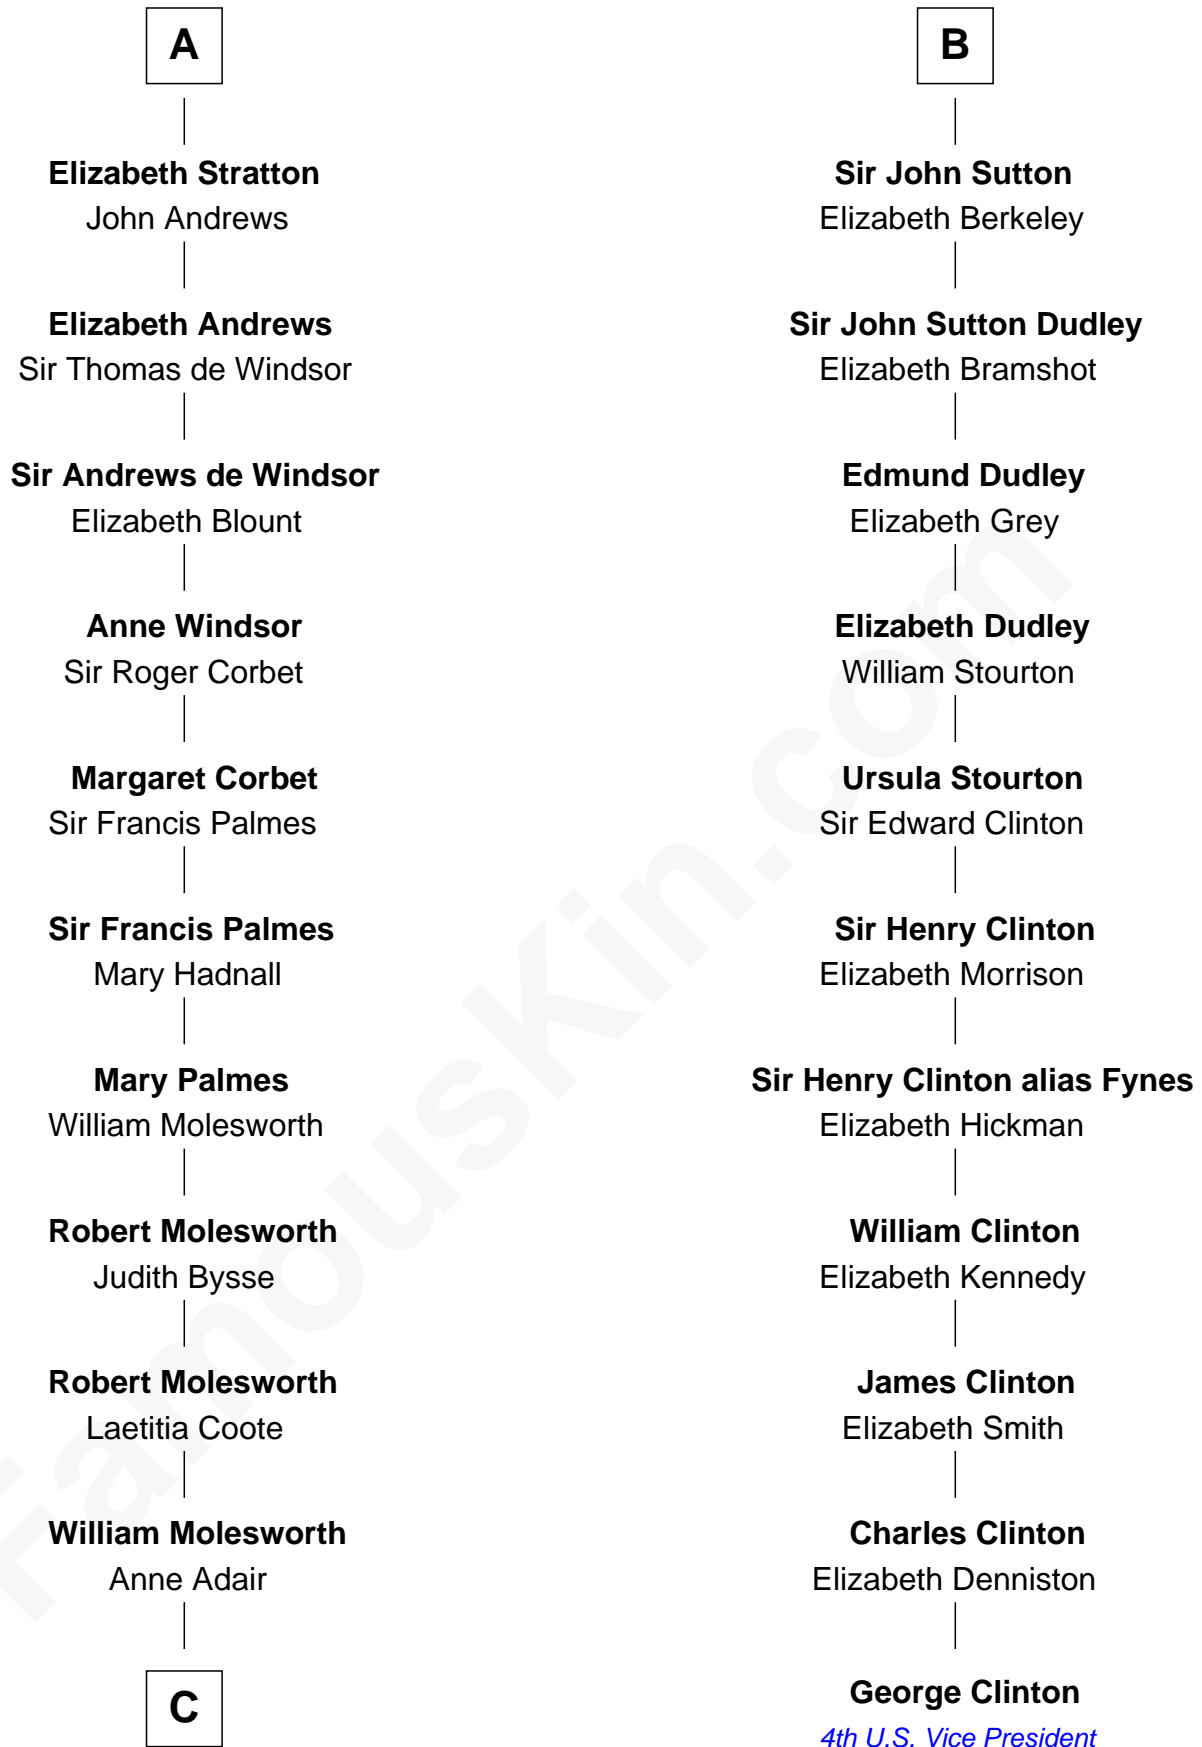 A
Elizabeth Stratton
John Andrews
Elizabeth Andrews
Sir Thomas de Windsor
Sir Andrews de Windsor
Elizabeth Blount
Anne Windsor
Sir Roger Corbet
Margaret Corbet
Sir Francis Palmes
Sir Francis Palmes
Mary Hadnall
Mary Palmes
William Molesworth
Robert Molesworth
Judith Bysse
Robert Molesworth
Laetitia Coote
William Molesworth
Anne Adair
C
B
Sir John Sutton
Elizabeth Berkeley
Sir John Sutton Dudley
Elizabeth Bramshot
Edmund Dudley
Elizabeth Grey
Elizabeth Dudley
William Stourton
Ursula Stourton
Sir Edward Clinton
Sir Henry Clinton
Elizabeth Morrison
Sir Henry Clinton alias Fynes
Elizabeth Hickman
William Clinton
Elizabeth Kennedy
James Clinton
Elizabeth Smith
Charles Clinton
Elizabeth Denniston
George Clinton
4th U.S. Vice President
FamousKin.com